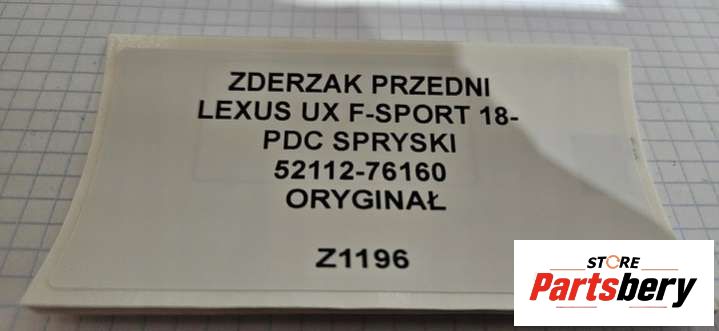 ZDERZAK PRZEDNI
LEXUS UX F-SPORT 18-
PDC SPRYSKI
52112-76160
ORYGINAŁ
Z1196
STORE
Partsbery